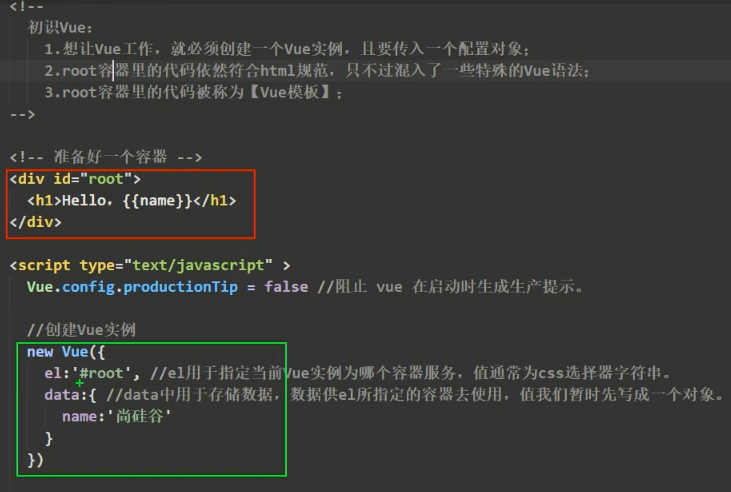 <!--
初识Vue：
1.想让Vue工作，就必须创建一个Vue实例，且要传入一个配置对象；
2.root容器里的代码依然符合html规范，只不过混入了一些特殊的Vue语法；
3.root容器里的代码被称为【Vue模板】；
-->
<!-- 准备好一个容器 -->
<div id="root">
<h1>Hello，{{name}}</h1>
</div>
<script type="text/javascript" >
Vue.config.productionTip = false //阻止 vue 在启动时生成生产提示。
//创建Vue实例
new Vue({
el:'#root', //el用于指定当前Vue实例为哪个容器服务，值通常为css选择器字符串。
data:{ //data中用于存储数据，数据供el所指定的容器去使用，值我们暂时先写成一个对象。
name:'尚硅谷'
}
})